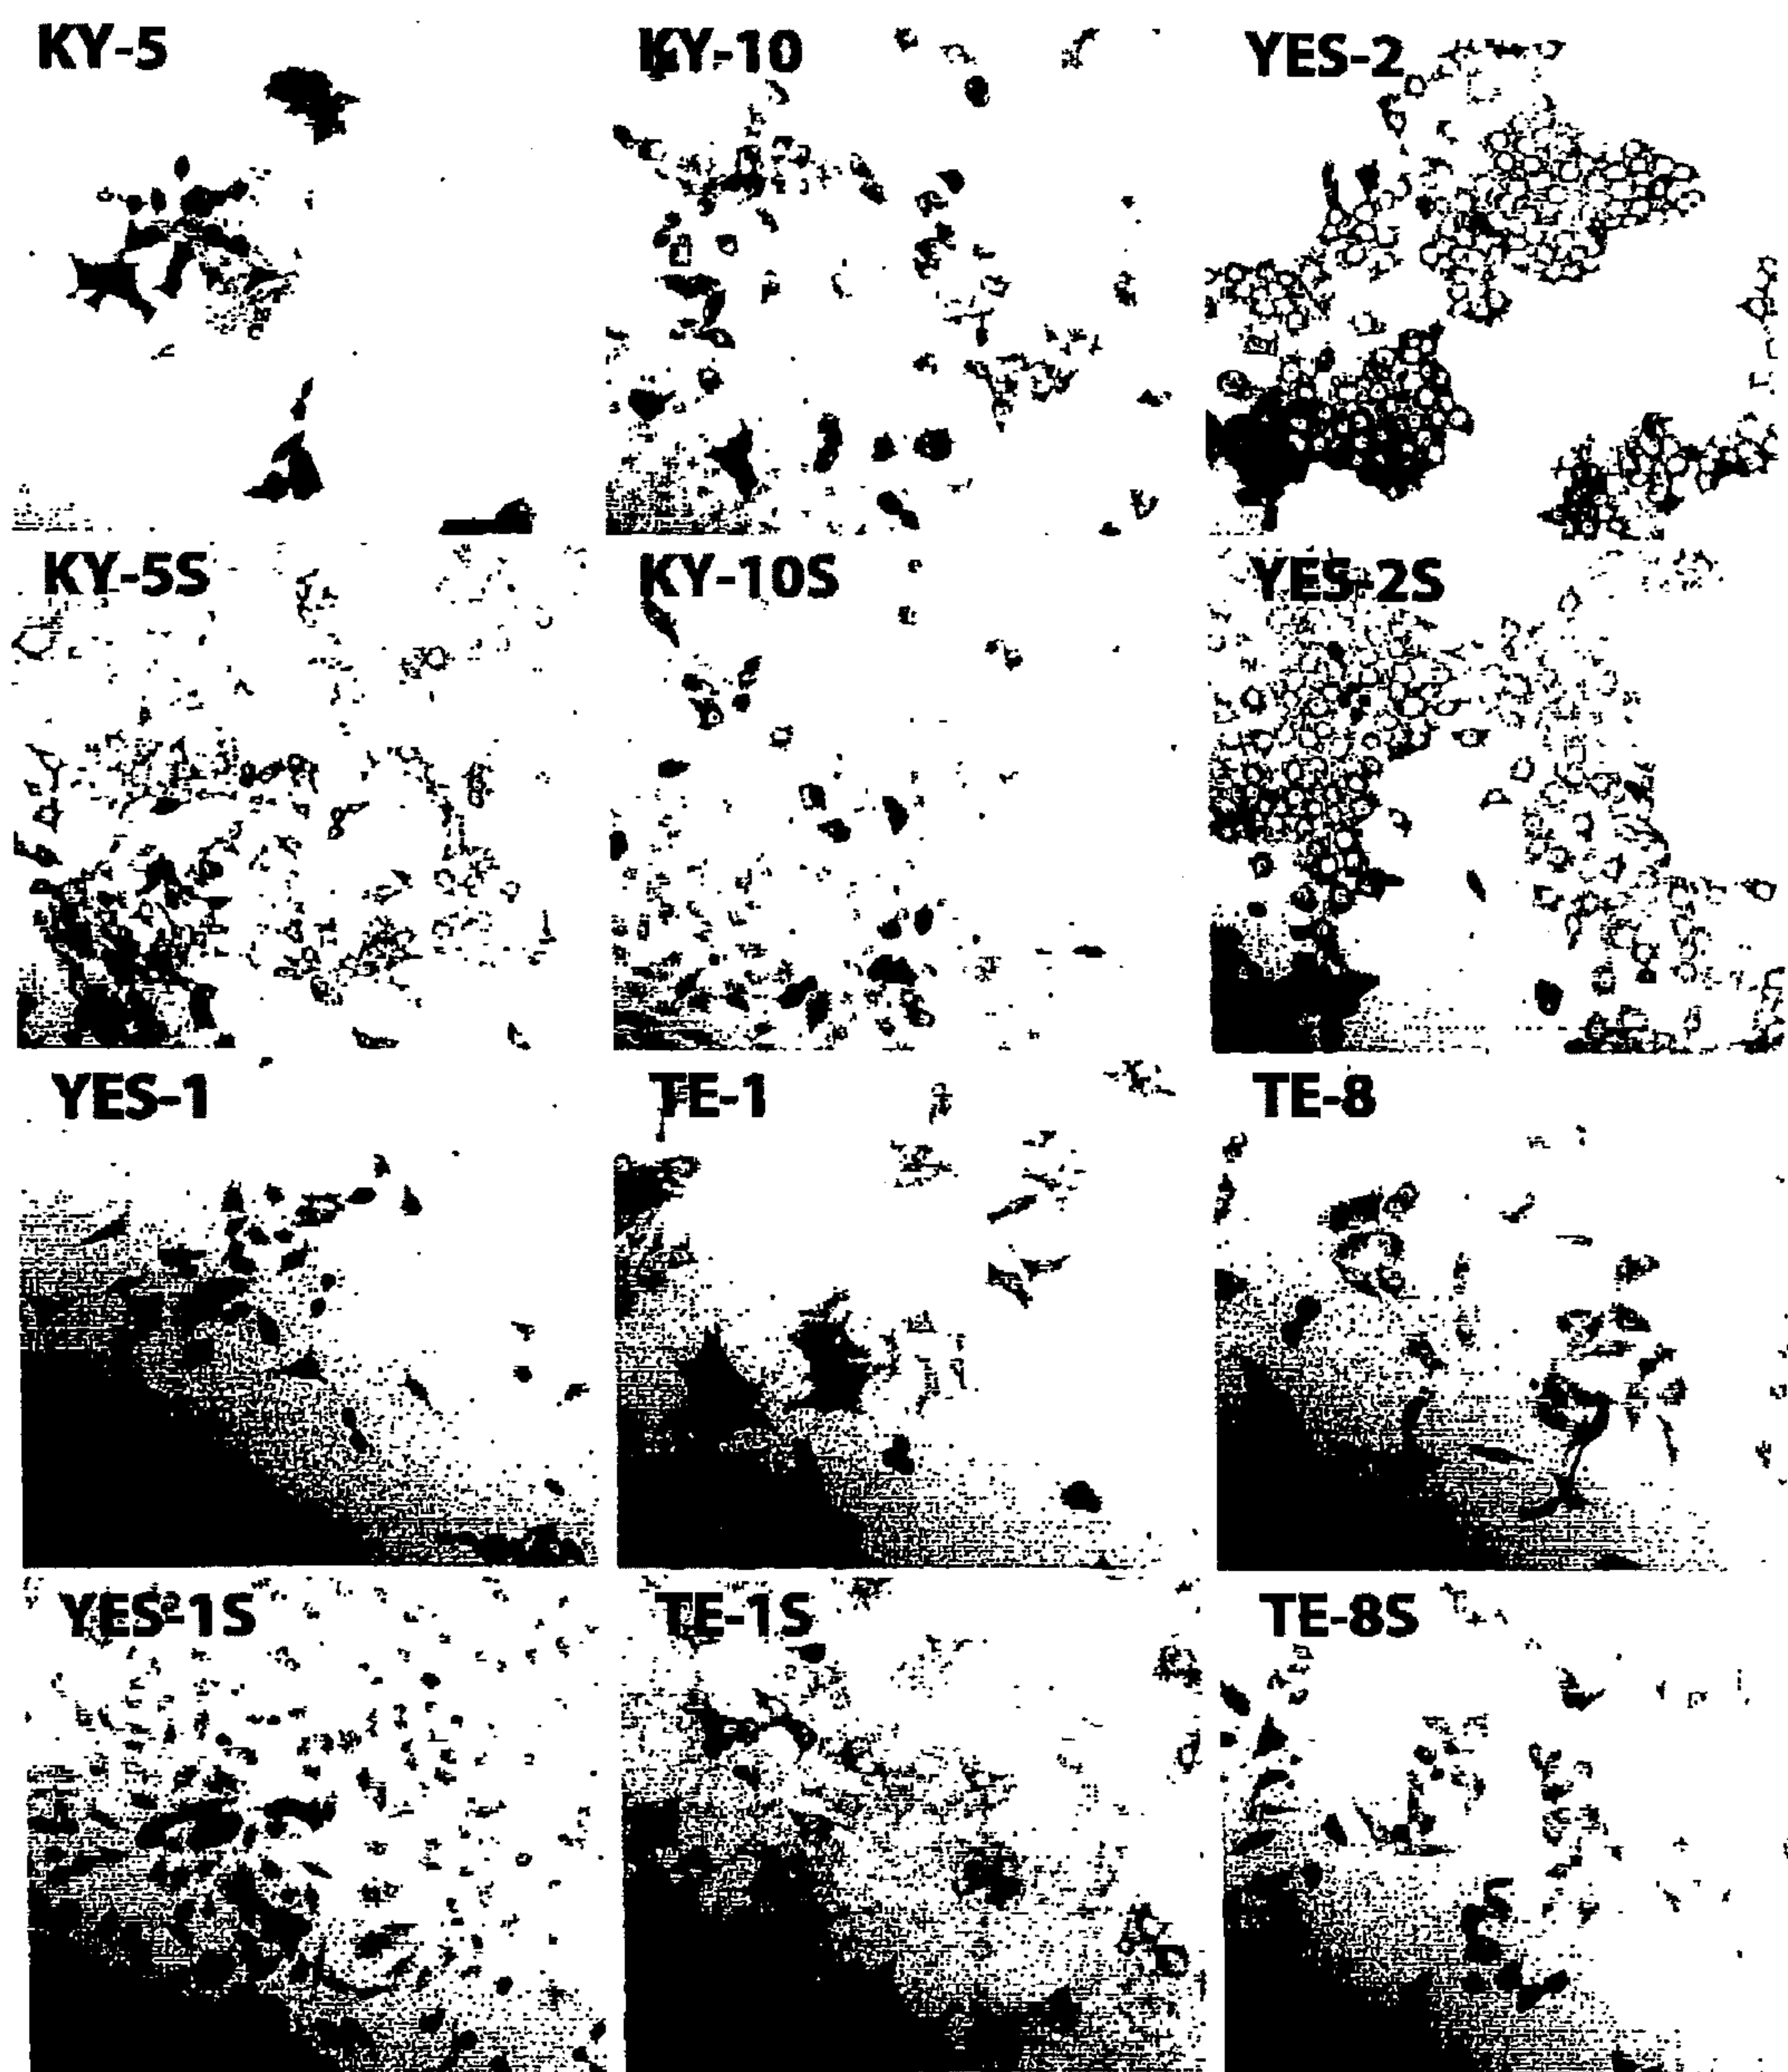 KY-5 KY-10 YES-2
KY-5S KY-10S YES-2S
YES-1 TE-1 TE-8
YES-1S TE-1S TE-8S